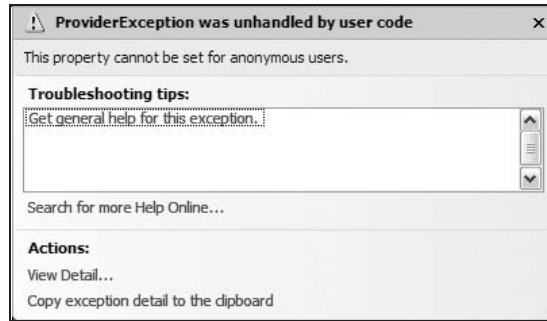 ProviderException was unhandled by user code
This property cannot be set for anonymous users.
Troubleshooting tips:
Get general help for this exception.
Search for more Help Online...
Actions:
View Detail...
Copy exception detail to the clipboard